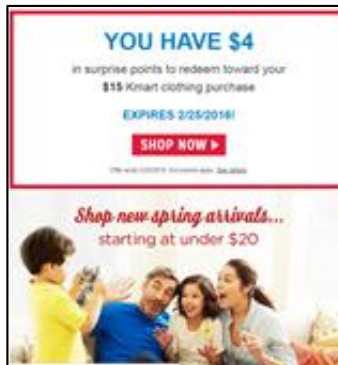 YOU HAVE $4
in surprise points to redeem toward your
$15 Kmart clothing purchase
EXPIRES 2/25/2016!
SHOP NOW
Shop new spring arrivals...
starting at under $20